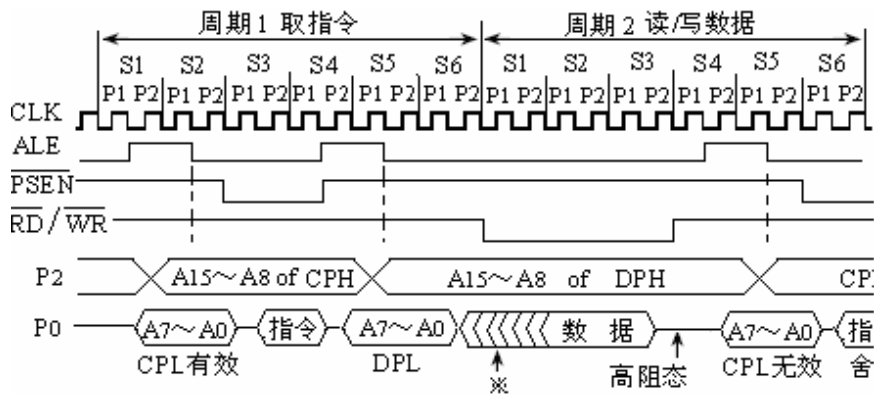 周期 1 取指令 周期 2 读/写数据
S1 S2 S3 S4 S5 S6 S1 S2 S3 S4 S5 S6
P1 P2 P1 P2 P1 P2 P1 P2 P1 P2 P1 P2 P1 P2 P1 P2 P1 P2 P1 P2 P1 P2 P1 P2
CLK
ALE
PSEN
RD/WR
P2 A15～A8 of CPH A15～A8 of DPH CPH
P0 A7～A0 指令 A7～A0 数据 A7～A0 指
CPL有效 DPL ※ 高阻态 CPL无效 舍